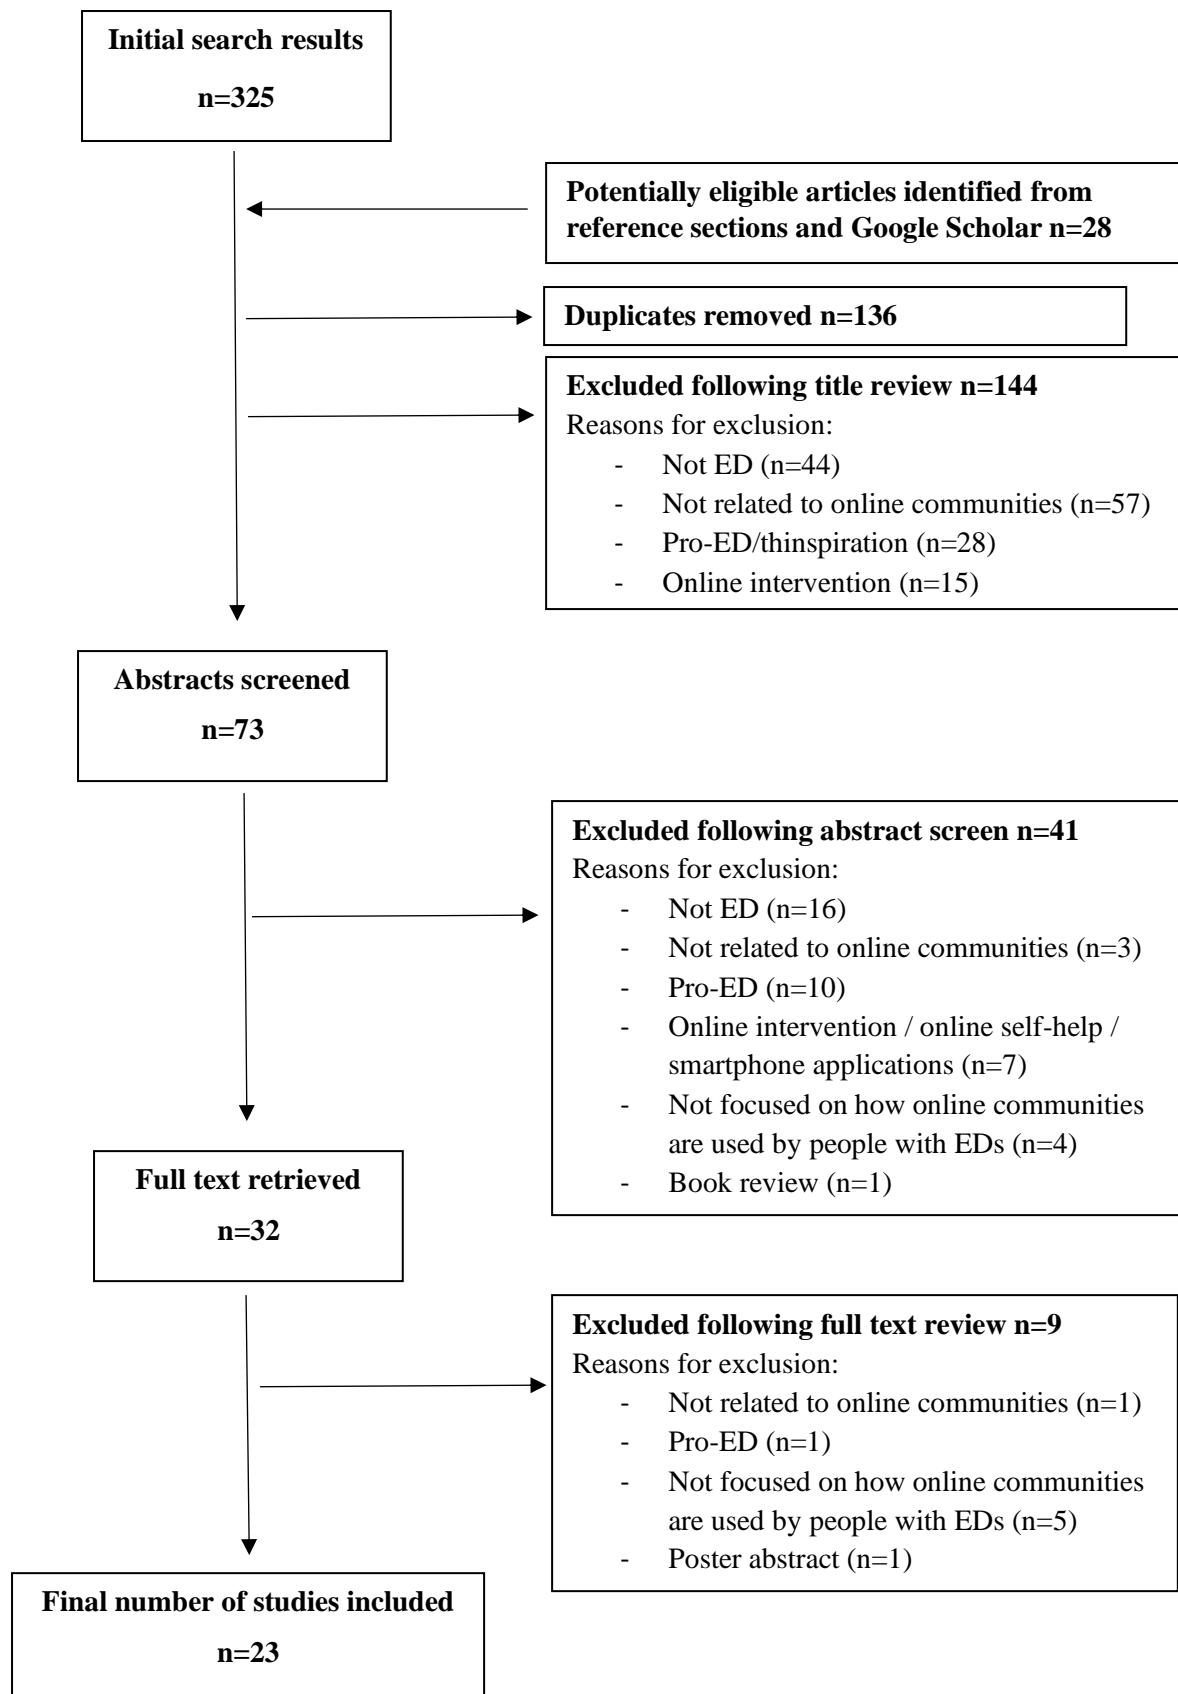 Initial search results
n=325
Potentially eligible articles identified from
reference sections and Google Scholar n=28
Duplicates removed n=136
Excluded following title review n=144
Reasons for exclusion:
- Not ED (n=44)
- Not related to online communities (n=57)
- Pro-ED/thinspiration (n=28)
- Online intervention (n=15)
Abstracts screened
n=73
Excluded following abstract screen n=41
Reasons for exclusion:
- Not ED (n=16)
- Not related to online communities (n=3)
- Pro-ED (n=10)
- Online intervention / online self-help /
smartphone applications (n=7)
- Not focused on how online communities
are used by people with EDs (n=4)
- Book review (n=1)
Full text retrieved
n=32
Excluded following full text review n=9
Reasons for exclusion:
- Not related to online communities (n=1)
- Pro-ED (n=1)
- Not focused on how online communities
are used by people with EDs (n=5)
- Poster abstract (n=1)
Final number of studies included
n=23